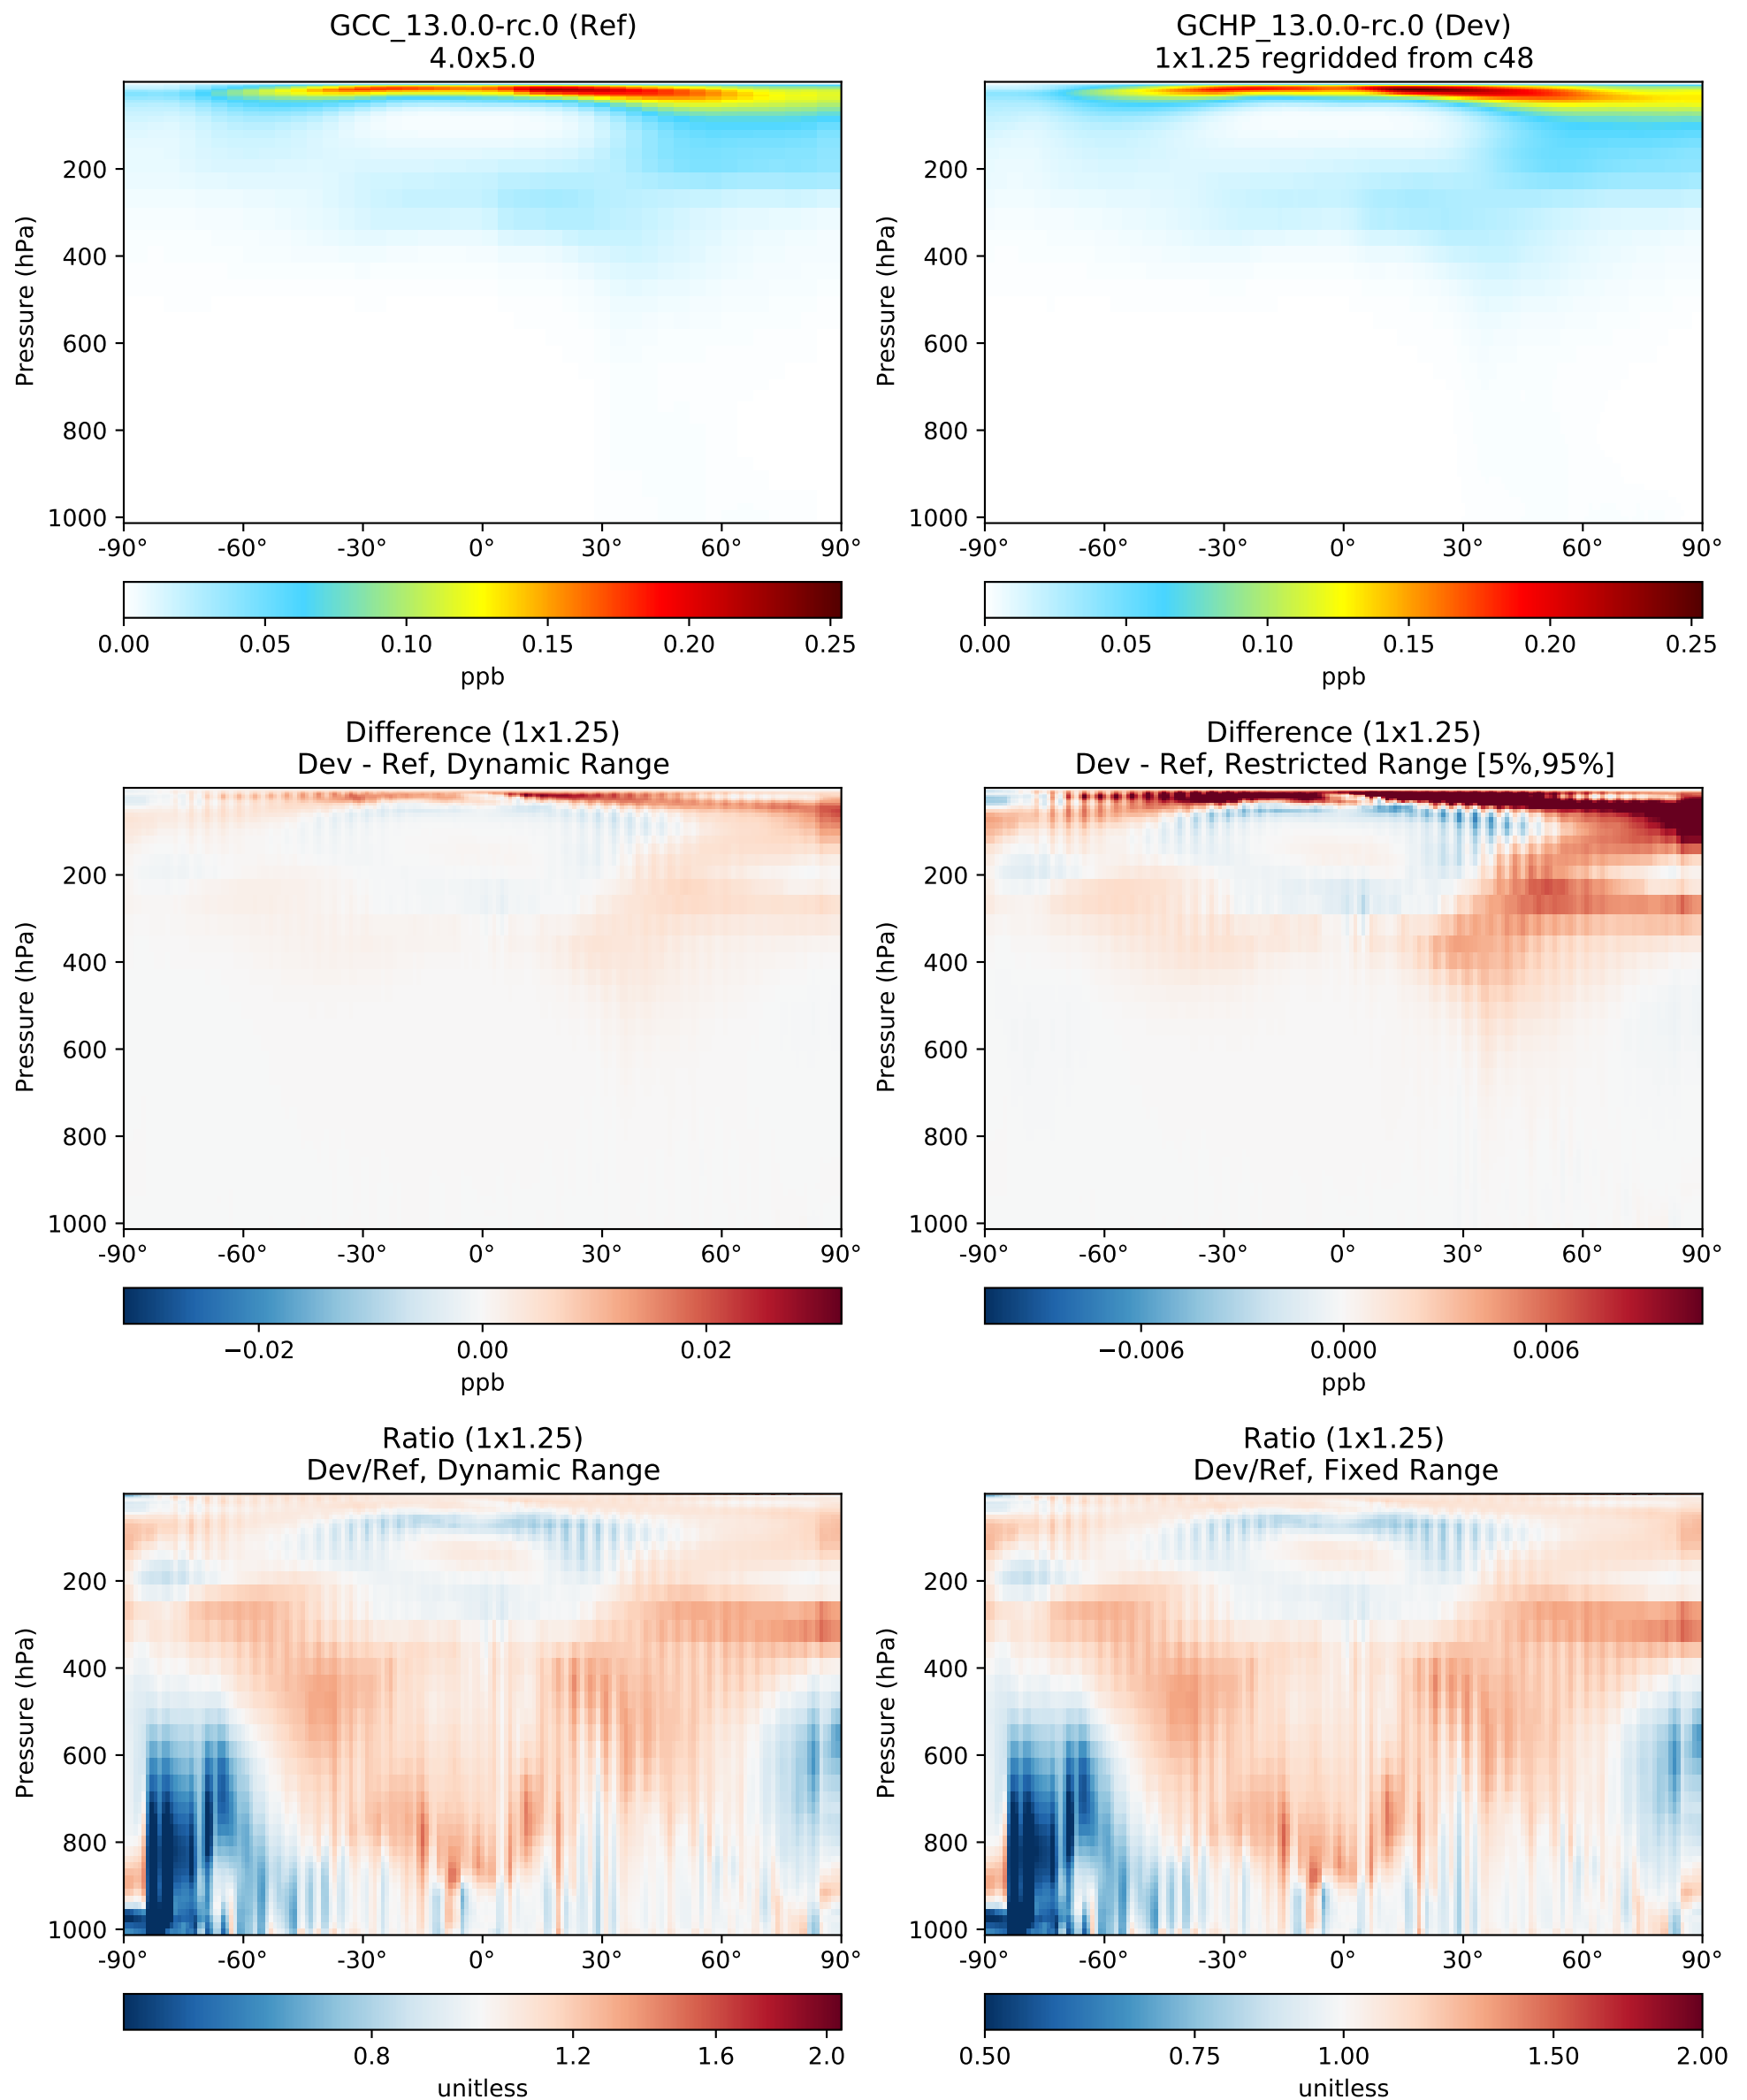 GCC_13.0.0-rc.0 (Ref)
4.0x5.0
Pressure (hPa)
200
400
600
800
1000
-90° -60° -30° 0° 30° 60° 90°
0.00 0.05 0.10 0.15 0.20 0.25
ppb
GCHP_13.0.0-rc.0 (Dev)
1x1.25 regridded from c48
Pressure (hPa)
200
400
600
800
1000
-90° -60° -30° 0° 30° 60° 90°
0.00 0.05 0.10 0.15 0.20 0.25
ppb
Difference (1x1.25)
Dev - Ref, Dynamic Range
Pressure (hPa)
200
400
600
800
1000
-90° -60° -30° 0° 30° 60° 90°
−0.02 0.00 0.02
ppb
Difference (1x1.25)
Dev - Ref, Restricted Range [5%,95%]
Pressure (hPa)
200
400
600
800
1000
-90° -60° -30° 0° 30° 60° 90°
−0.006 0.000 0.006
ppb
Ratio (1x1.25)
Dev/Ref, Dynamic Range
Pressure (hPa)
200
400
600
800
1000
-90° -60° -30° 0° 30° 60° 90°
0.8 1.2 1.6 2.0
unitless
Ratio (1x1.25)
Dev/Ref, Fixed Range
Pressure (hPa)
200
400
600
800
1000
-90° -60° -30° 0° 30° 60° 90°
0.50 0.75 1.00 1.50 2.00
unitless